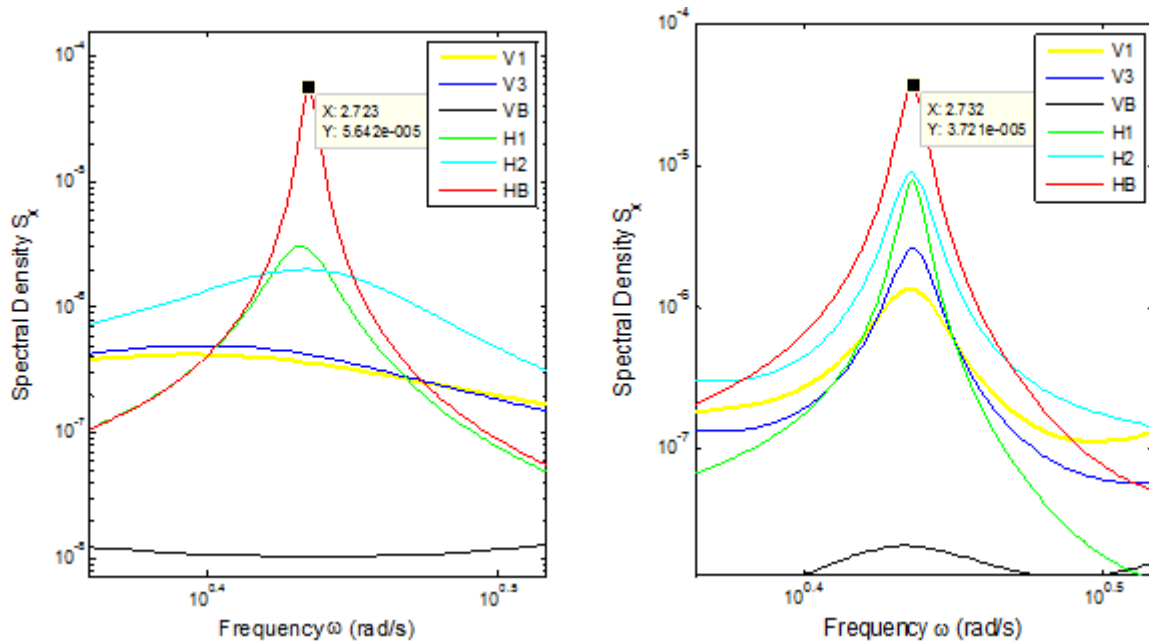 10^-4
10^-5
10^-6
10^-7
10^-8
Spectral Density S_x
V1
V3
VB
H1
H2
HB
X: 2.723
Y: 5.642e-005
10^0.4
10^0.5
Frequency ω (rad/s)
10^-4
10^-5
10^-6
10^-7
Spectral Density S_x
V1
V3
VB
H1
H2
HB
X: 2.732
Y: 3.721e-005
10^0.4
10^0.5
Frequency ω (rad/s)